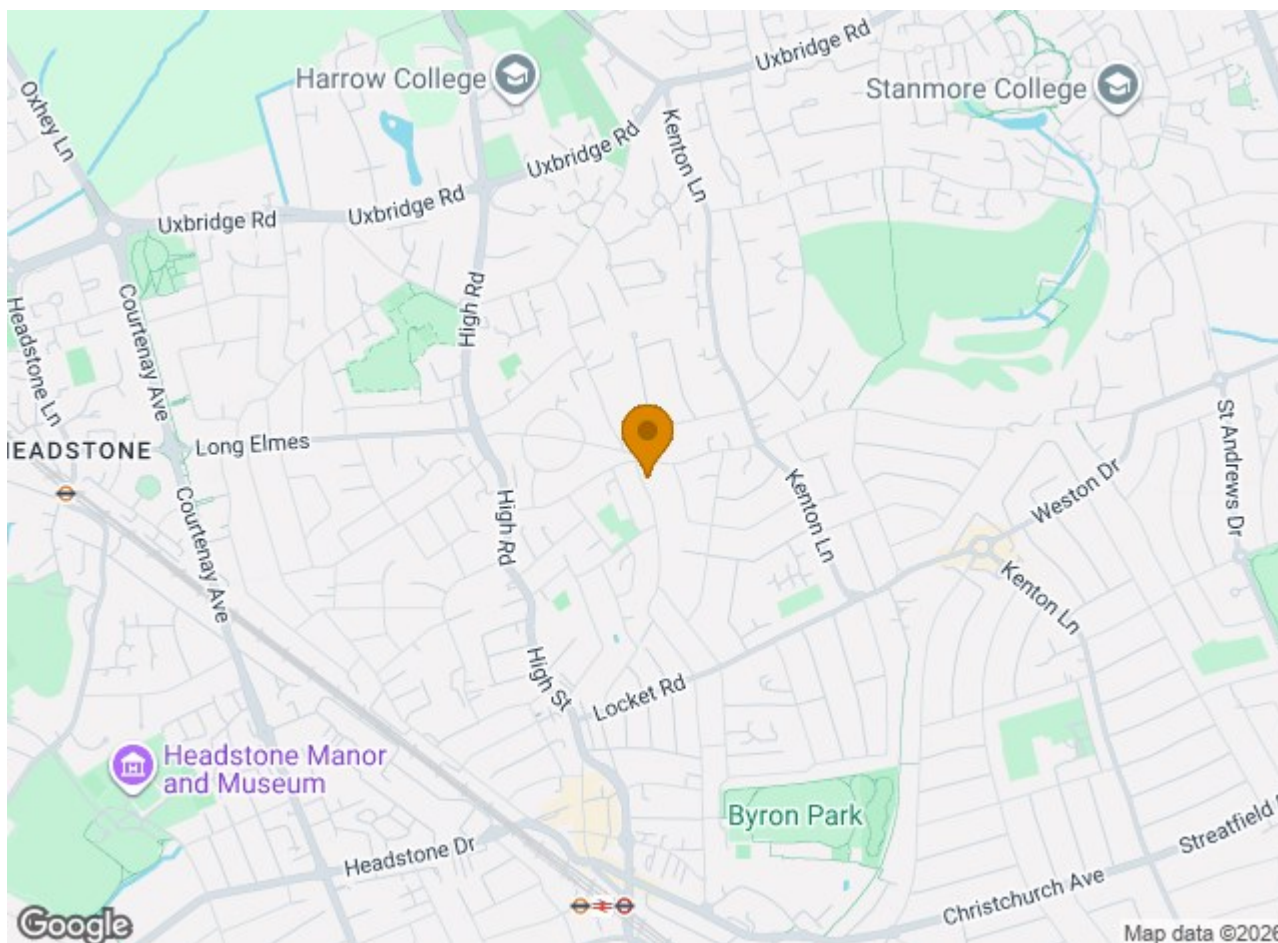 Uxbridge Rd
Harrow College
Stanmore College
Oxhey Ln
Kenton Ln
Uxbridge Rd
Uxbridge Rd
Uxbridge Rd
High Rd
Courtenay Ave
Headstone Ln
St Andrews Dr
HEADSTONE
Long Elmes
Weston Dr
Kenton Ln
High Rd
Courtenay Ave
Kenton Ln
High St
Locket Rd
Headstone Manor
and Museum
Byron Park
Streatfield
Headstone Dr
Christchurch Ave
Google
Map data ©2026